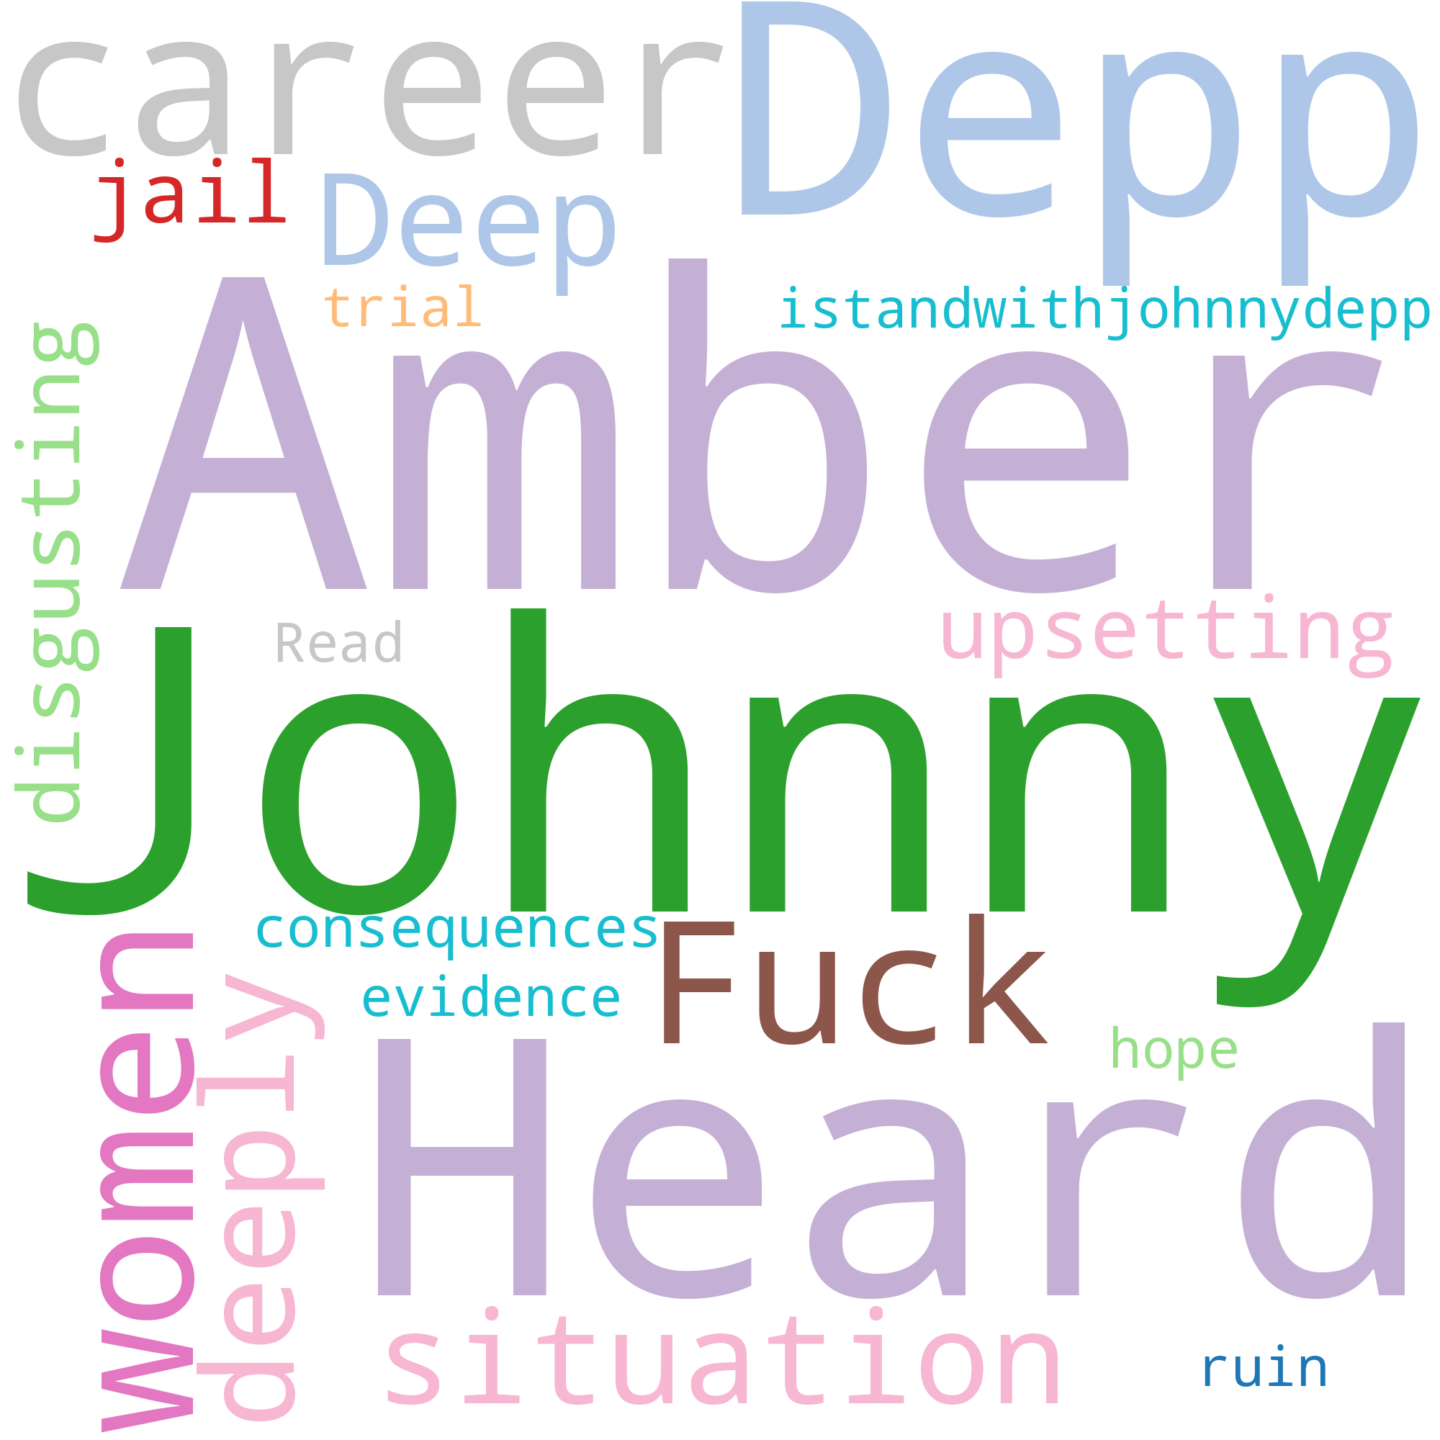 career
Depp
jail
Deep
trial
istandwithjohnnydepp
Amber
disgusting
Read
upsetting
Johnny
consequences
Fuck
evidence
women
deeply
hope
Heard
situation
ruin